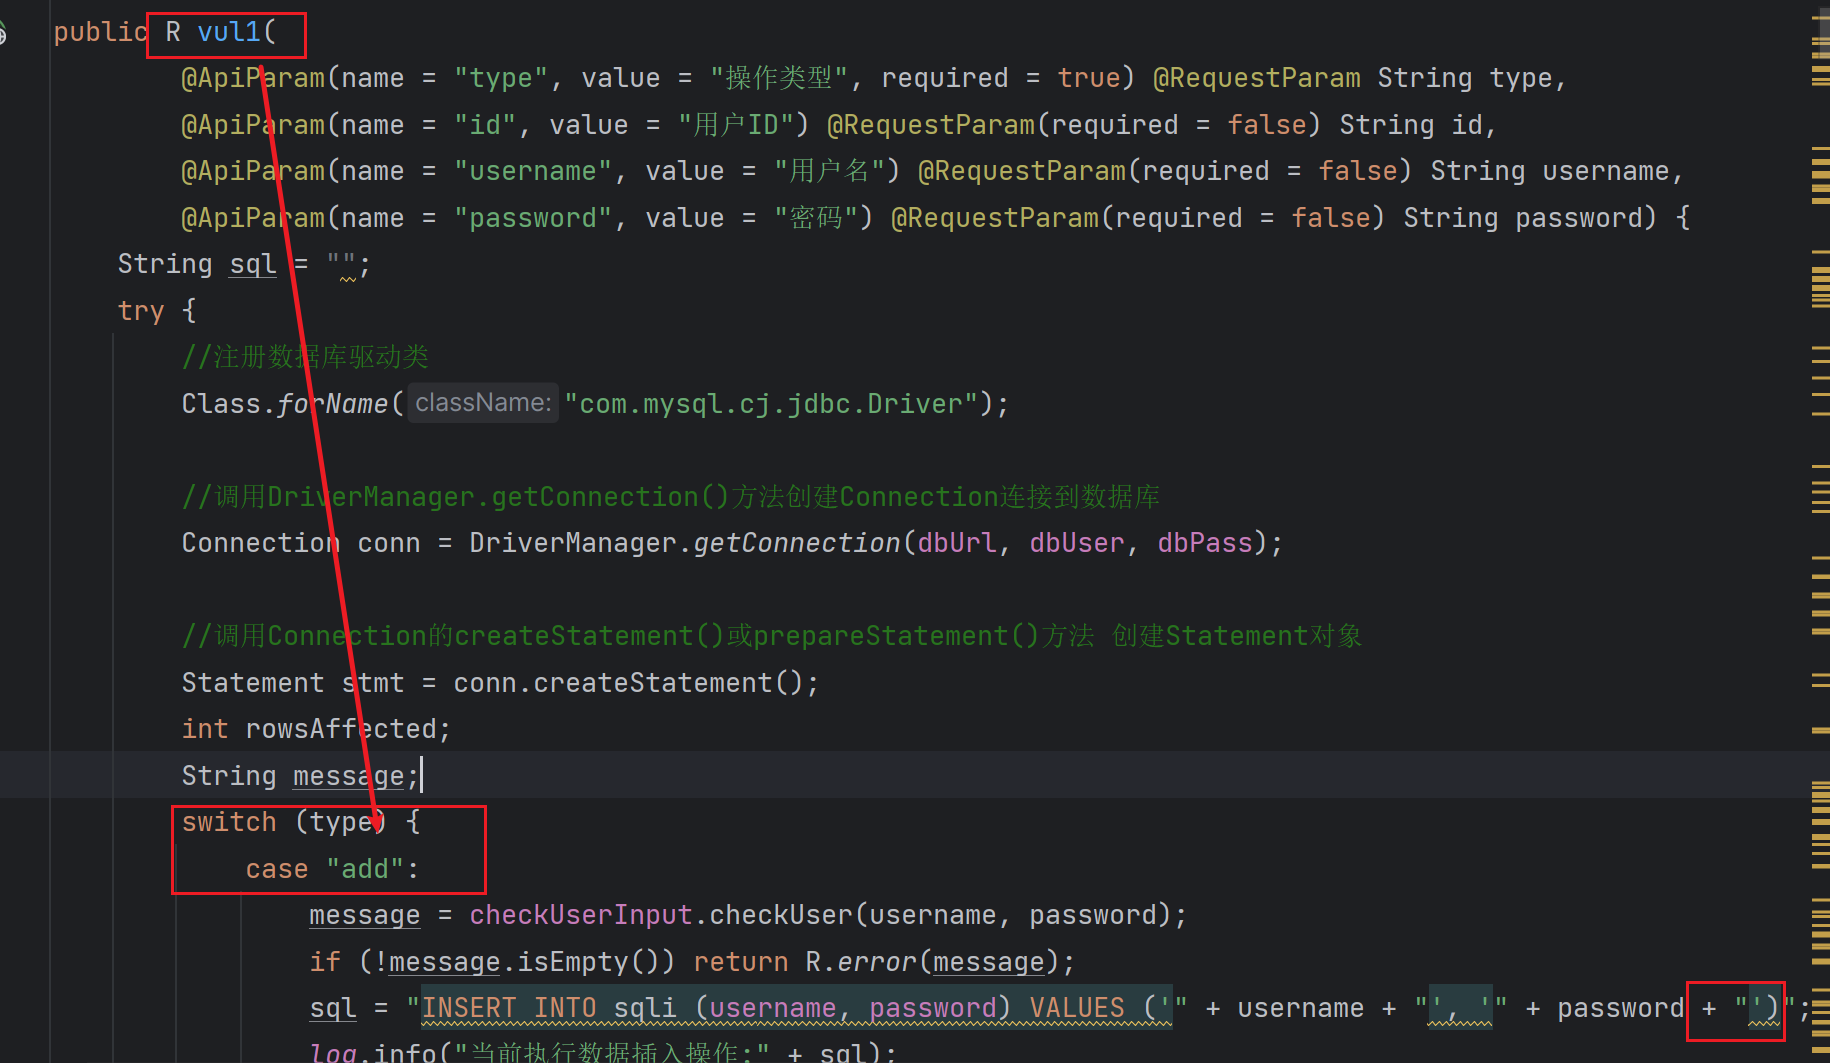 public R vul1(
@ApiParam(name = "type", value = "操作类型", required = true) @RequestParam String type,
@ApiParam(name = "id", value = "用户ID") @RequestParam(required = false) String id,
@ApiParam(name = "username", value = "用户名") @RequestParam(required = false) String username,
@ApiParam(name = "password", value = "密码") @RequestParam(required = false) String password) {
String sql = "";
try {
//注册数据库驱动类
Class.forName( className: "com.mysql.cj.jdbc.Driver");
//调用DriverManager.getConnection()方法创建Connection连接到数据库
Connection conn = DriverManager.getConnection(dbUrl, dbUser, dbPass);
//调用Connection的createStatement()或prepareStatement()方法 创建Statement对象
Statement stmt = conn.createStatement();
int rowsAffected;
String message;
switch (type) {
case "add":
message = checkUserInput.checkUser(username, password);
if (!message.isEmpty()) return R.error(message);
sql = "INSERT INTO sqli (username, password) VALUES ('" + username + "', '" + password + "')";
log.info("当前执行数据插入操作:" + sql);